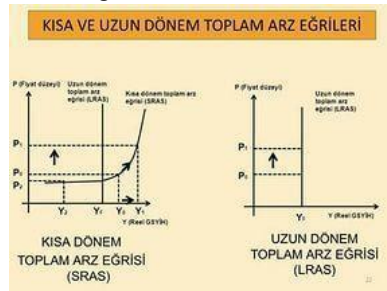 KISA VE UZUN DÖNEM TOPLAM ARZ EĞRİLERİ
P (Fiyat düzeyi)
Uzun dönem
toplam arz
eğrisi (LRAS)
Kısa dönem toplam arz
eğrisi (SRAS)
P₁
P₀
P₂
Y₂
Y₀
Y₁
Y (Reel GSYİH)
KISA DÖNEM
TOPLAM ARZ EĞRİSİ
(SRAS)
P (Fiyat düzeyi)
Uzun dönem
toplam arz
eğrisi (LRAS)
P₁
P₀
Y (Reel GSYİH)
UZUN DÖNEM
TOPLAM ARZ EĞRİSİ
(LRAS)